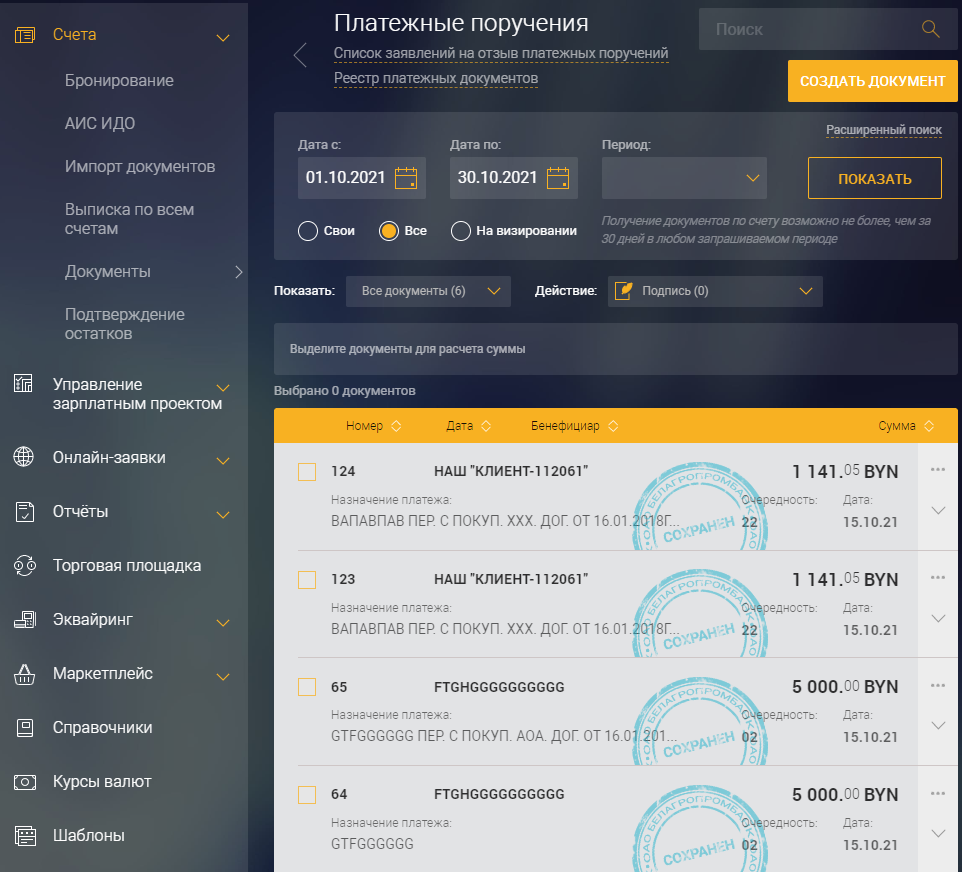 Счета
Бронирование
АИС ИДО
Импорт документов
Выписка по всем
счетам
Документы
Подтверждение
остатков
Управление
зарплатным проектом
Онлайн-заявки
Отчёты
Торговая площадка
Эквайринг
Маркетплейс
Справочники
Курсы валют
Шаблоны
Платежные поручения
Список заявлений на отзыв платежных поручений
Реестр платежных документов
Поиск
СОЗДАТЬ ДОКУМЕНТ
Расширенный поиск
Дата с:
Дата по:
Период:
01.10.2021
30.10.2021
ПОКАЗАТЬ
Свои
Все
На визировании
Получение документов по счету возможно не более, чем за
30 дней в любом запрашиваемом периоде
Показать:
Все документы (6)
Действие:
Подпись (0)
Выделите документы для расчета суммы
Выбрано 0 документов
Номер
Дата
Бенефициар
Сумма
124
НАШ "КЛИЕНТ-112061"
1 141.05 BYN
Назначение платежа:
Очередность:
Дата:
ВАПАВПАВ ПЕР. С ПОКУП. ХХХ. ДОГ. ОТ 16.01.2018Г...
22
15.10.21
ОАО БЕЛАГРОПРОМБАНК
СОХРАНЕН
123
НАШ "КЛИЕНТ-112061"
1 141.05 BYN
Назначение платежа:
Очередность:
Дата:
ВАПАВПАВ ПЕР. С ПОКУП. ХХХ. ДОГ. ОТ 16.01.2018Г...
22
15.10.21
ОАО БЕЛАГРОПРОМБАНК
СОХРАНЕН
65
FTGHGGGGGGGGGG
5 000.00 BYN
Назначение платежа:
Очередность:
Дата:
GTFGGGGGG ПЕР. С ПОКУП. АОА. ДОГ. ОТ 16.01.201...
02
15.10.21
ОАО БЕЛАГРОПРОМБАНК
СОХРАНЕН
64
FTGHGGGGGGGGGG
5 000.00 BYN
Назначение платежа:
Очередность:
Дата:
GTFGGGGGG
02
15.10.21
ОАО БЕЛАГРОПРОМБАНК
СОХРАНЕН